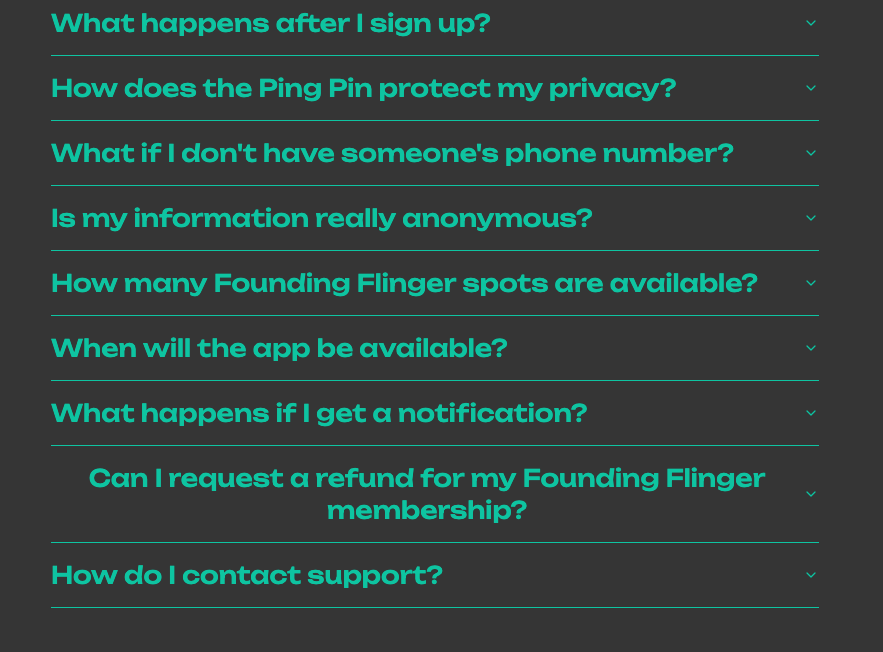 What happens after I sign up?
How does the Ping Pin protect my privacy?
What if I don't have someone's phone number?
Is my information really anonymous?
How many Founding Flinger spots are available?
When will the app be available?
What happens if I get a notification?
Can I request a refund for my Founding Flinger
membership?
How do I contact support?